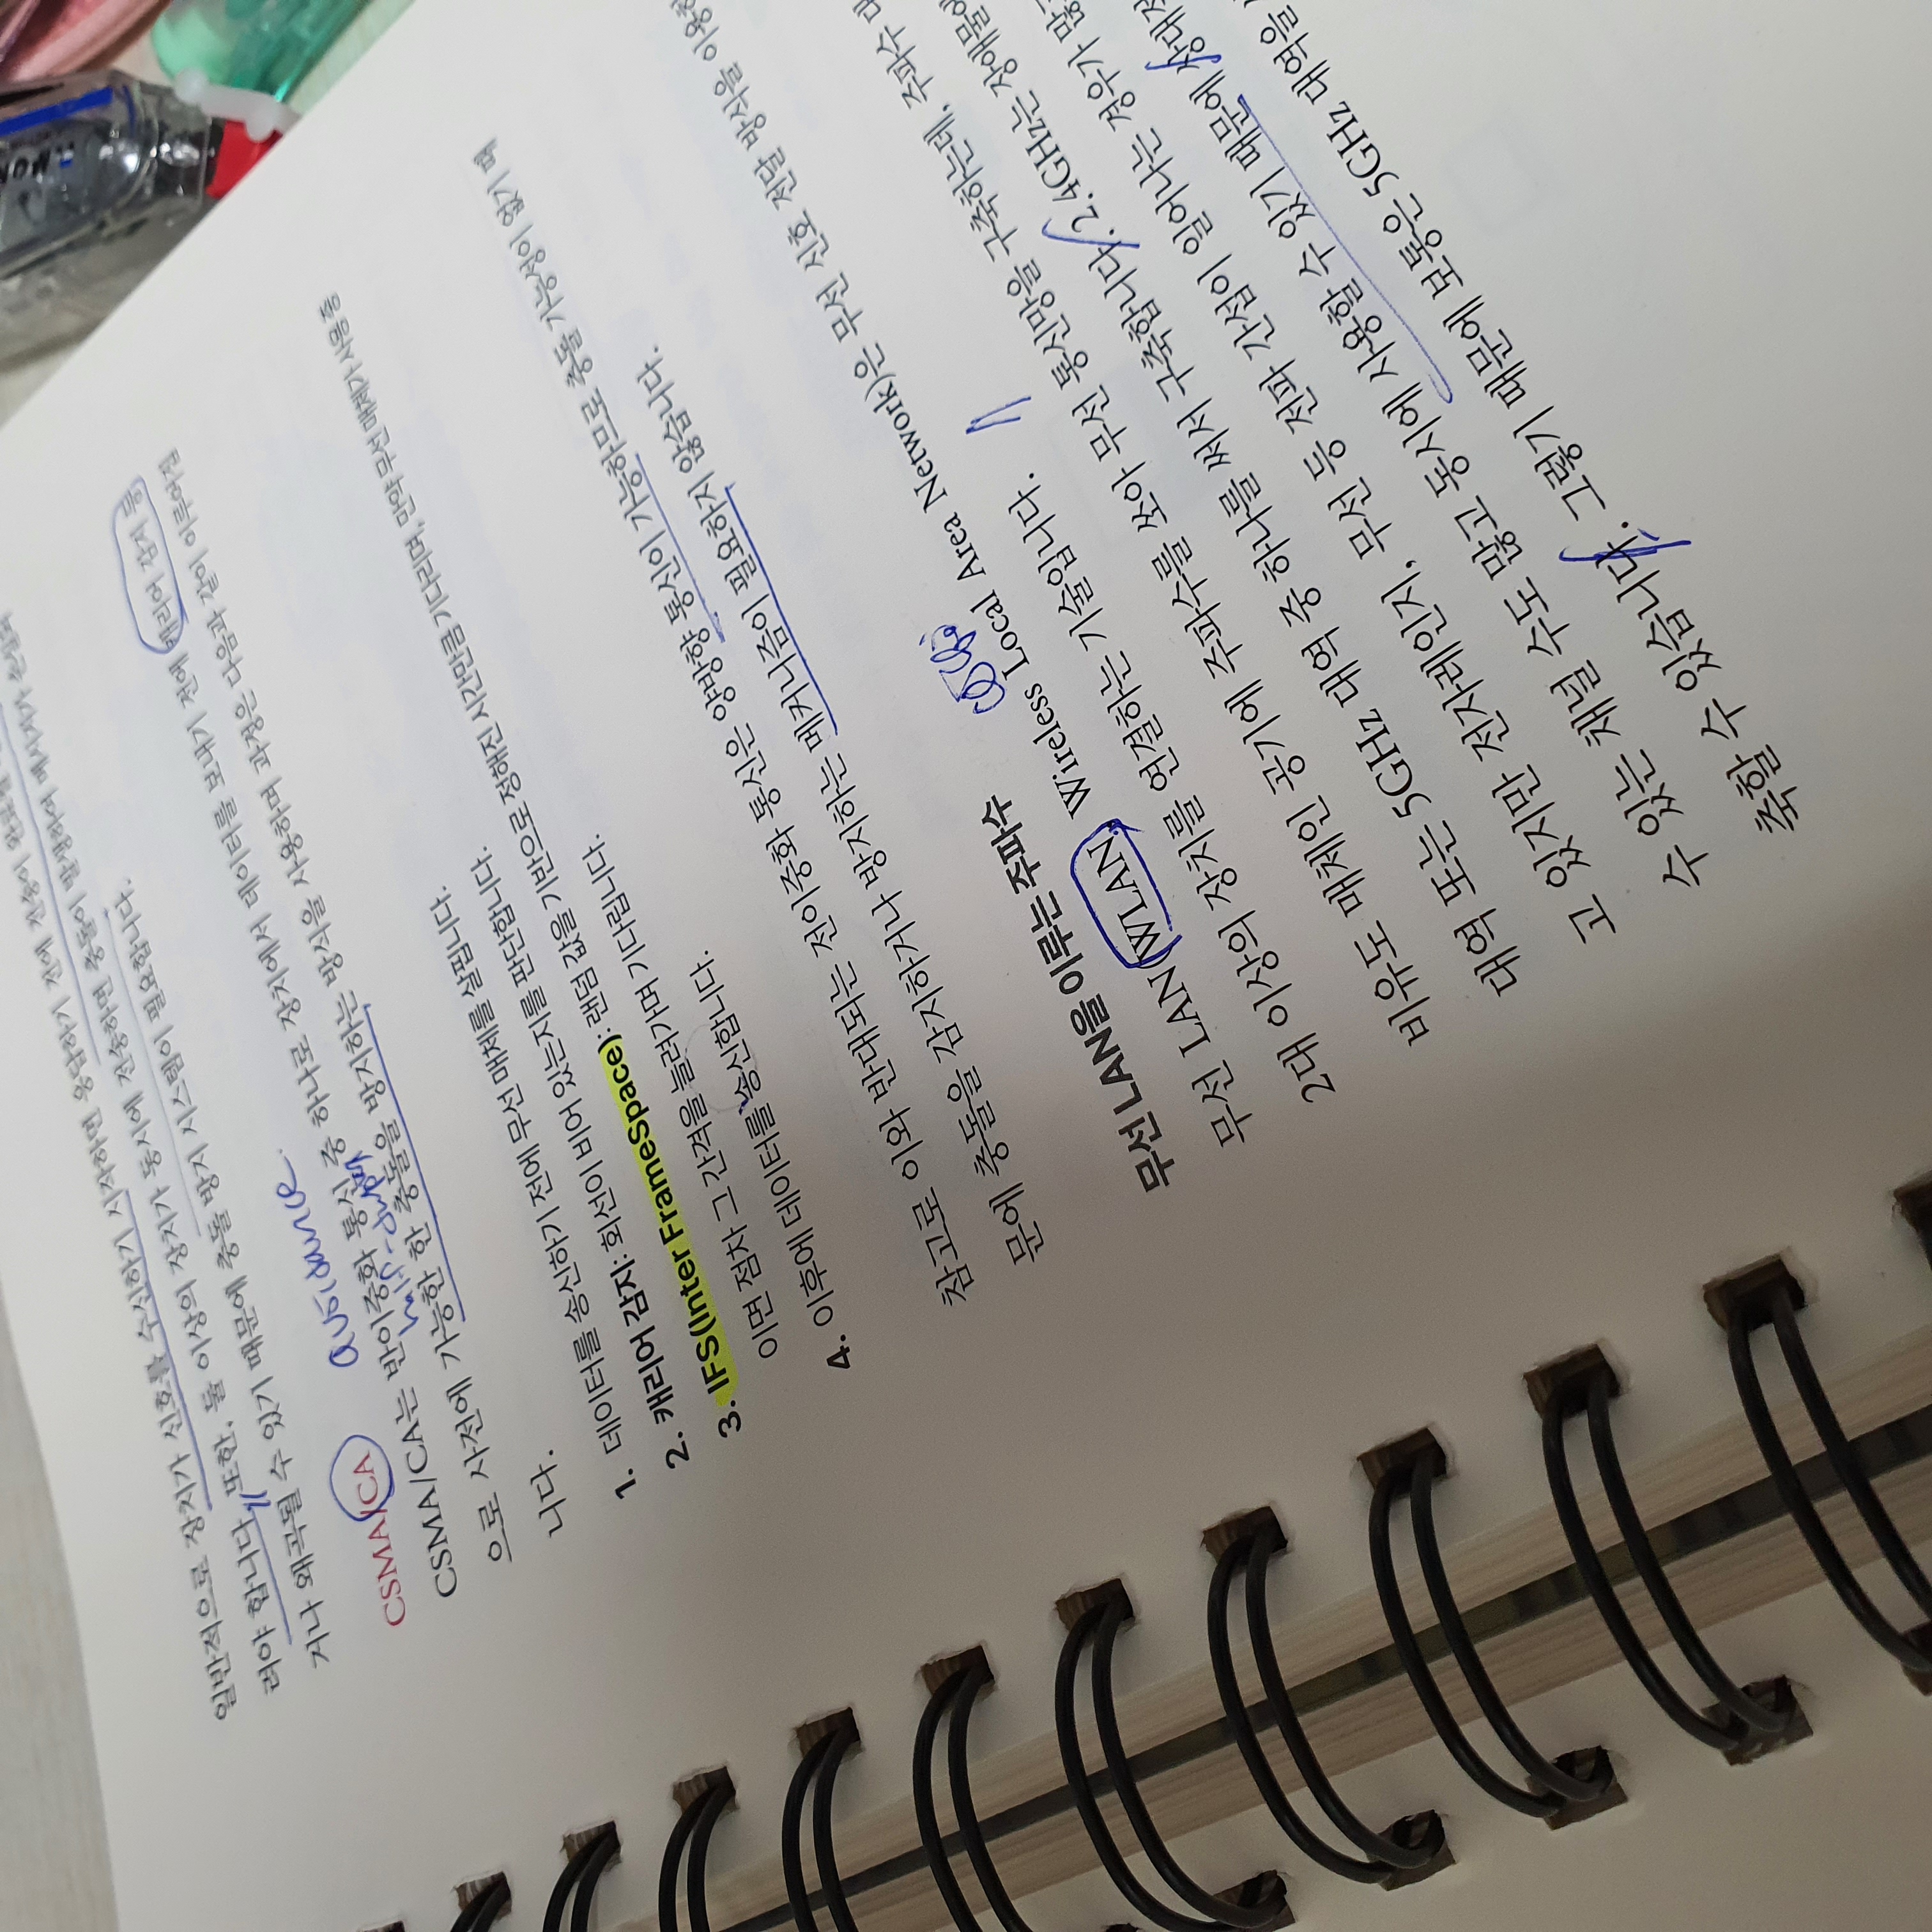 일반적으로 장치가 신호를 수신하기 시작하면 응답하기 전에 전송이 완료될
려야 합니다. 또한, 둘 이상의 장치가 동시에 전송하면 충돌이 발생하여 메시지가 손실되
거나 왜곡될 수 있기 때문에 충돌 방지 시스템이 필요합니다.
avoidance.
CSMA/CA
CSMA/CA는 반이중화 통신 중 하나로 장치에서 데이터를 보내기 전에 캐리어 감지 등
half-duplex
으로 사전에 가능한 한 충돌을 방지하는 방식을 사용하며 과정은 다음과 같이 이루어집
니다.
1. 데이터를 송신하기 전에 무선 매체를 살핍니다.
2. 캐리어 감지: 회선이 비어 있는지를 판단합니다.
3. IFS(Inter FrameSpace): 랜덤 값을 기반으로 정해진 시간만큼 기다리며, 만약 무선 매체가 사용 중
이면 점차 그 간격을 늘려가며 기다립니다.
4. 이후에 데이터를 송신합니다.
참고로 이와 반대되는 전이중화 통신은 양방향 통신이 가능하므로 충돌 가능성이 없기 때
문에 충돌을 감지하거나 방지하는 메커니즘이 필요하지 않습니다.
무선 LAN을 이루는 주파수
무선 LAN(WLAN, Wireless Local Area Network)은 무선 신호 전달 방식을 이용하
2대 이상의 장치를 연결하는 기술입니다.
비유도 매체인 공기에 주파수를 쏘아 무선 통신망을 구축하는데, 주파수 대
대역 또는 5GHz 대역 중 하나를 써서 구축합니다. 2.4GHz는 장애물에
고 있지만 전자레인지, 무선 등 전파 간섭이 일어나는 경우가 많고
수 있는 채널 수도 많고 동시에 사용할 수 있기 때문에 상대적
축할 수 있습니다. 그렇기 때문에 보통은 5GHz 대역을